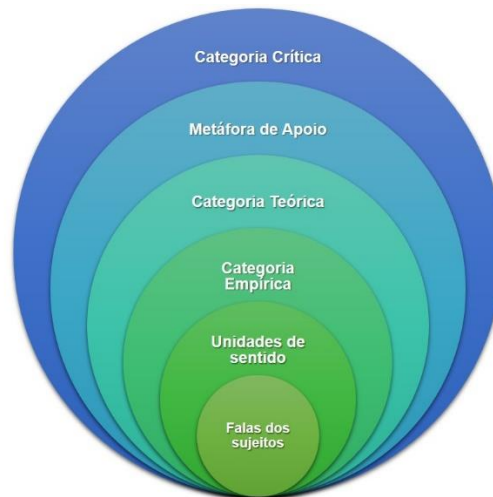 Categoria Crítica
Metáfora de Apoio
Categoria Teórica
Categoria
Empírica
Unidades de
sentido
Falas dos
sujeitos